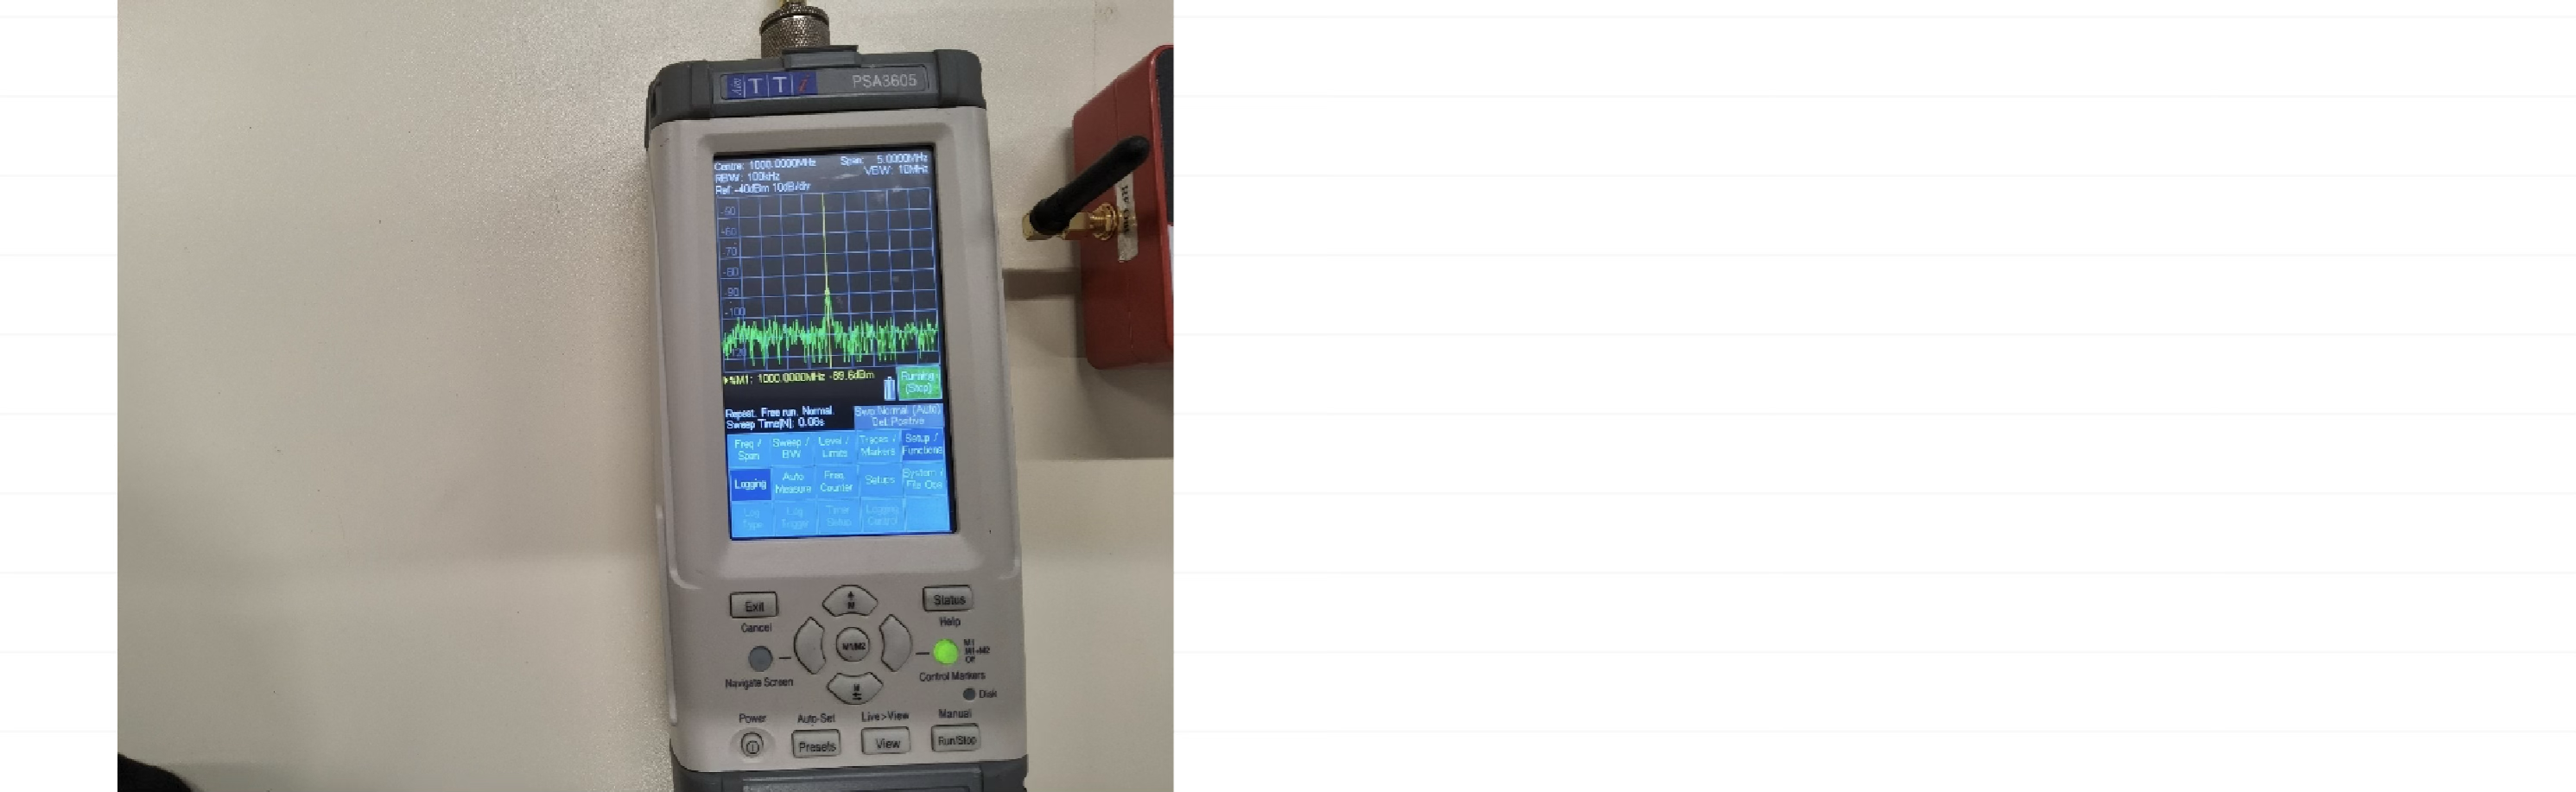 aim T T i PSA3605
Centre: 1000.0000MHz Span: 5.0000MHz
RBW: 100kHz VBW: 10MHz
Ref: -40dBm 10dB/div
-50
-60
-70
-80
-90
-100
-120
M1: 1000.0000MHz -89.6dBm
Running
(Stop)
Repeat. Free run. Normal.
Sweep Time[N]: 0.06s
Swp:Normal (Auto)
Det: Positive
Freq / Span
Sweep / BW
Level / Limits
Traces / Markers
Setup / Functions
Logging
Auto Measure
Freq. Counter
Setups
System / File Ops
Log Type
Log Trigger
Timer Setup
Logging Control
Exit
Cancel
M
Status
Help
M1/M2
M1
M1+M2
Off
Navigate Screen
M
Control Markers
Disk
Power
Auto-Set
Live>View
Manual
Presets
View
Run/Stop